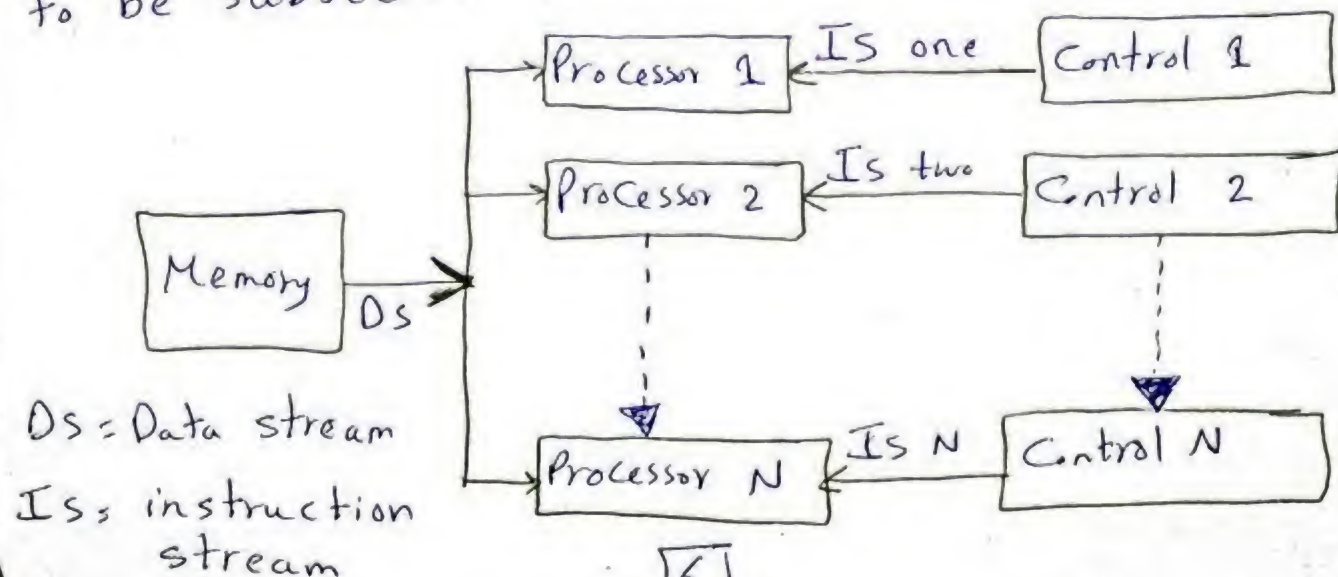 to be
Processor 1
IS one
Control 1
Processor 2
Is two
Control 2
Memory
Ds
Ds = Data stream
Processor N
Is N
Control N
Is = instruction
stream